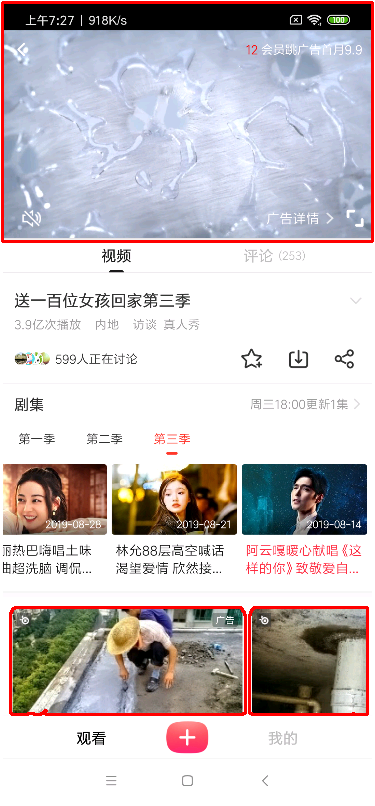 上午7:27 | 918K/s
100
12 会员跳广告首月9.9
广告详情
视频
评论 (253)
送一百位女孩回家第三季
3.9亿次播放 内地 访谈 真人秀
599人正在讨论
剧集
周三18:00更新1集
第一季 第二季 第三季
2019-08-28
2019-08-21
2019-08-14
丽热巴嗨唱土味
曲超洗脑 调侃...
林允88层高空喊话
渴望爱情 欣然接...
阿云嘎暖心献唱《这
样的你》致敬爱自...
广告
观看
我的